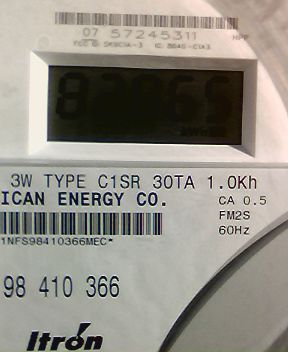 07 57245311
3W TYPE C1SR 30TA 1.0Kh
ICAN ENERGY CO.
CA 0.5
FM2S
60Hz
1NFS98410366MEC*
98 410 366
Itrón